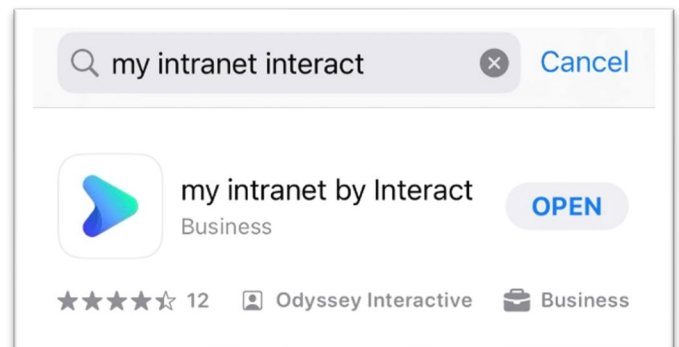 my intranet interact Cancel
my intranet by Interact
Business
OPEN
12 Odyssey Interactive Business